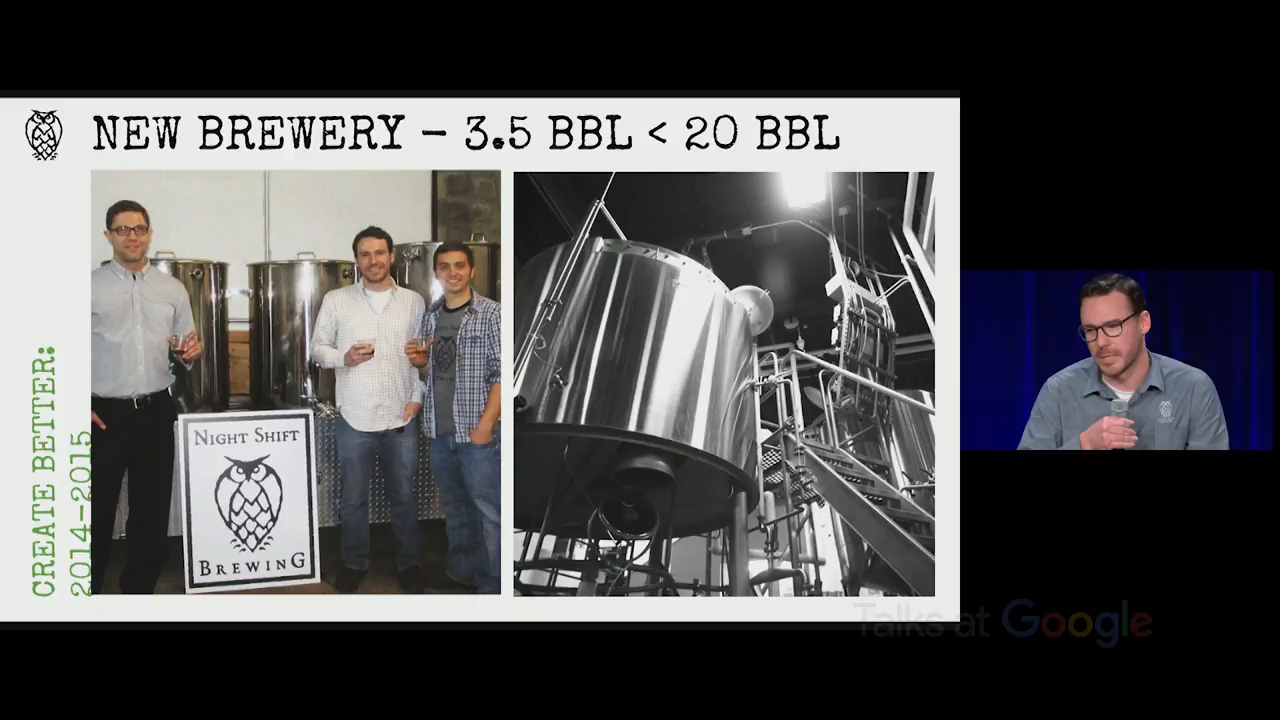 NEW BREWERY - 3.5 BBL < 20 BBL
CREATE BETTER:
2014-2015
NIGHT SHIFT
BREWING
Talks at Google